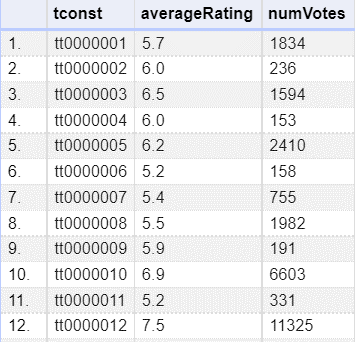 tconst averageRating numVotes
1. tt0000001 5.7 1834
2. tt0000002 6.0 236
3. tt0000003 6.5 1594
4. tt0000004 6.0 153
5. tt0000005 6.2 2410
6. tt0000006 5.2 158
7. tt0000007 5.4 755
8. tt0000008 5.5 1982
9. tt0000009 5.9 191
10. tt0000010 6.9 6603
11. tt0000011 5.2 331
12. tt0000012 7.5 11325